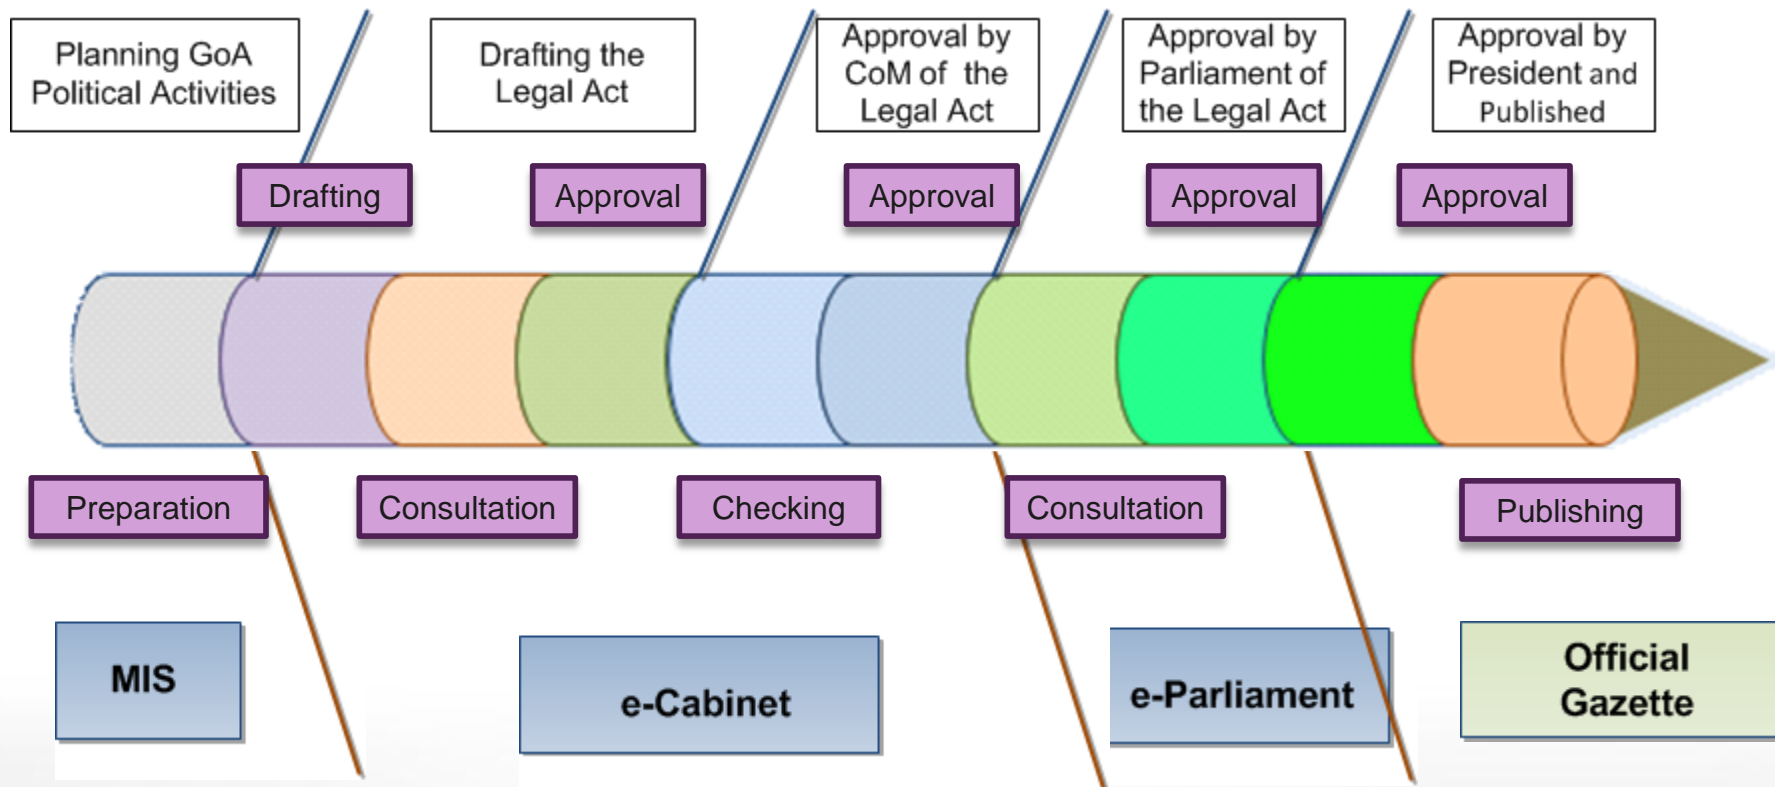 Planning GoA
Political Activities
Drafting the
Legal Act
Approval by
CoM of the
Legal Act
Approval by
Parliament of
the Legal Act
Approval by
President and
Published
Drafting
Approval
Approval
Approval
Approval
Preparation
Consultation
Checking
Consultation
Publishing
MIS
e-Cabinet
e-Parliament
Official
Gazette